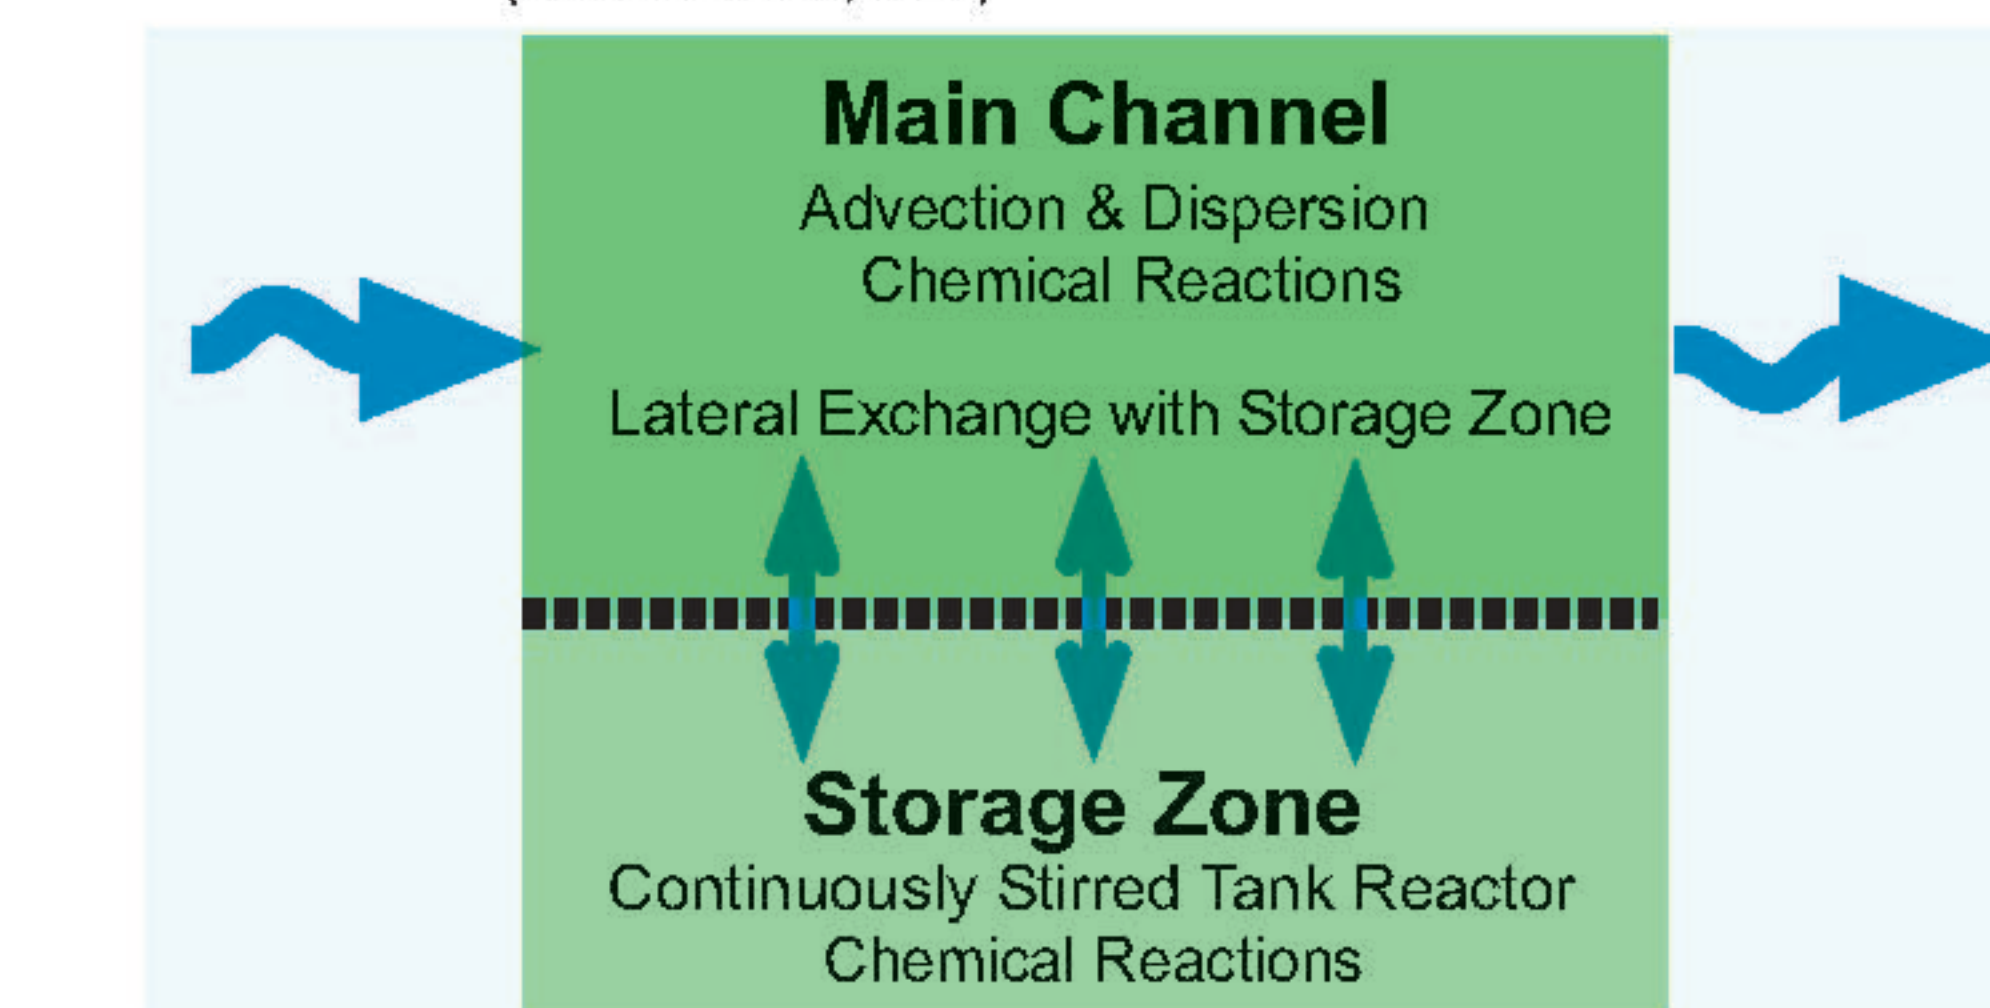 Main Channel
Advection & Dispersion
Chemical Reactions
Lateral Exchange with Storage Zone
Storage Zone
Continuously Stirred Tank Reactor
Chemical Reactions